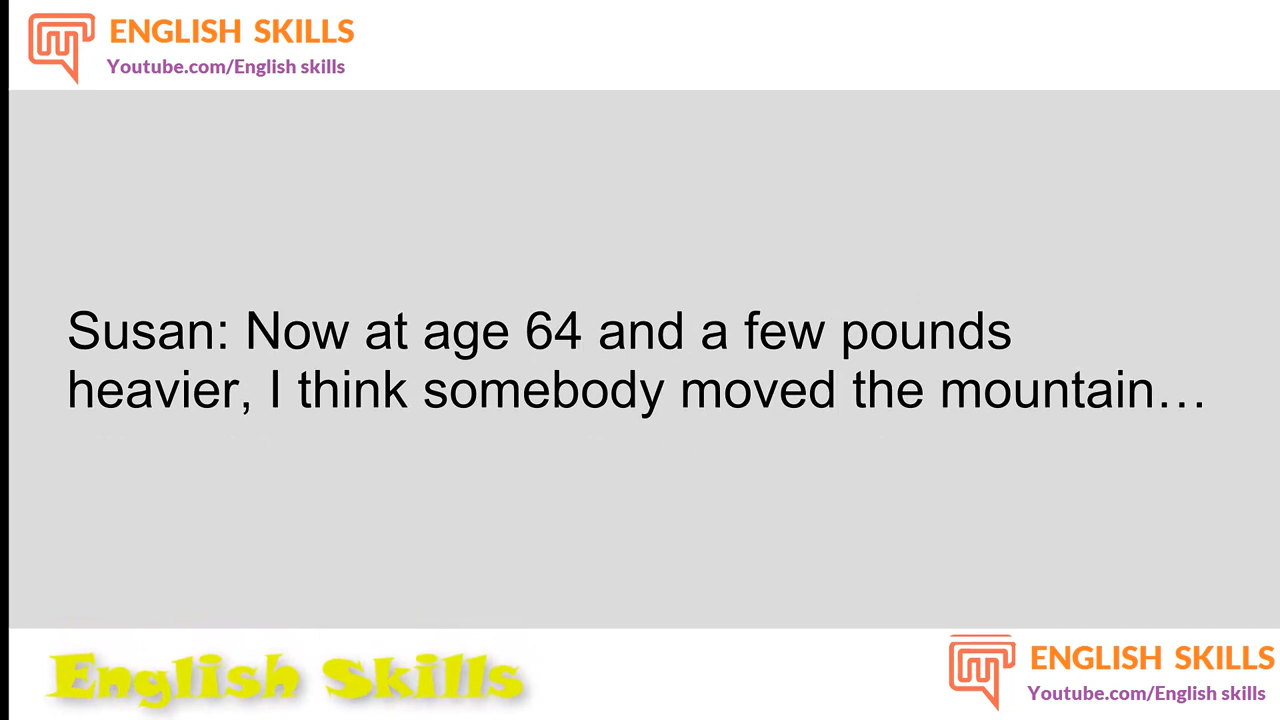 ENGLISH SKILLS
Youtube.com/English skills
Susan: Now at age 64 and a few pounds
heavier, I think somebody moved the mountain…
English Skills
ENGLISH SKILLS
Youtube.com/English skills